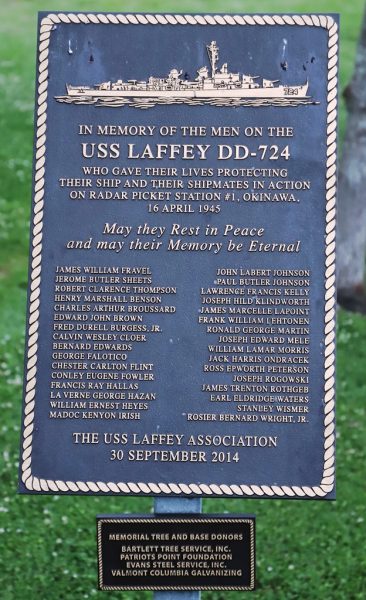 IN MEMORY OF THE MEN ON THE
USS LAFFEY DD-724
WHO GAVE THEIR LIVES PROTECTING
THEIR SHIP AND THEIR SHIPMATES IN ACTION
ON RADAR PICKET STATION #1, OKINAWA,
16 APRIL 1945
May they Rest in Peace
and may their Memory be Eternal
JAMES WILLIAM FRAVEL
JEROME BUTLER SHEETS
ROBERT CLARENCE THOMPSON
HENRY MARSHALL BENSON
CHARLES ARTHUR BROUSSARD
EDWARD JOHN BROWN
FRED DURELL BURGESS, JR.
CALVIN WESLEY CLOER
BERNARD EDWARDS
GEORGE FALOTICO
CHESTER CARLTON FLINT
CONLEY EUGENE FOWLER
FRANCIS RAY HALLAS
LA VERNE GEORGE HAZAN
WILLIAM ERNEST HEYES
MADOC KENYON IRISH
JOHN LABERT JOHNSON
PAUL BUTLER JOHNSON
LAWRENCE FRANCIS KELLY
JOSEPH HILD KLINDWORTH
JAMES MARCELLE LAPOINT
FRANK WILLIAM LEHTONEN
RONALD GEORGE MARTIN
JOSEPH EDWARD MELE
WILLIAM LAMAR MORRIS
JACK HARRIS ONDRACEK
ROSS EPWORTH PETERSON
JOSEPH ROGOWSKI
JAMES TRENTON ROTHGEB
EARL ELDRIDGE WATERS
STANLEY WISMER
ROSIER BERNARD WRIGHT, JR.
THE USS LAFFEY ASSOCIATION
30 SEPTEMBER 2014
MEMORIAL TREE AND BASE DONORS
BARTLETT TREE SERVICE, INC.
PATRIOTS POINT FOUNDATION
EVANS STEEL SERVICE, INC.
VALMONT COLUMBIA GALVANIZING